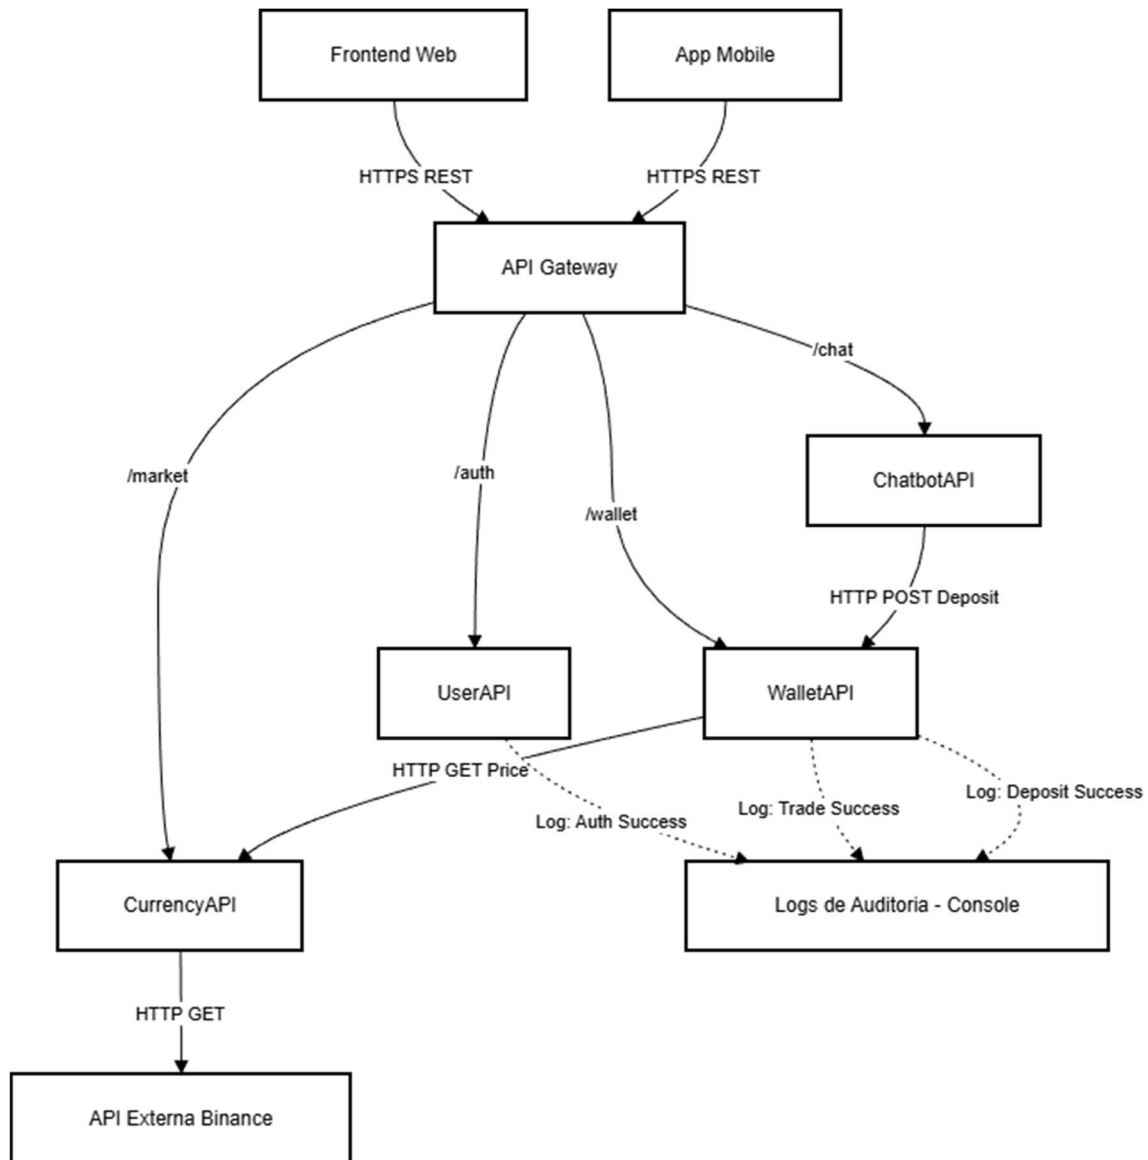 Frontend Web
App Mobile
HTTPS REST
HTTPS REST
API Gateway
/chat
/market
/auth
ChatbotAPI
/wallet
HTTP POST Deposit
UserAPI
WalletAPI
HTTP GET Price
Log: Deposit Success
Log: Trade Success
Log: Auth Success
CurrencyAPI
Logs de Auditoria - Console
HTTP GET
API Externa Binance